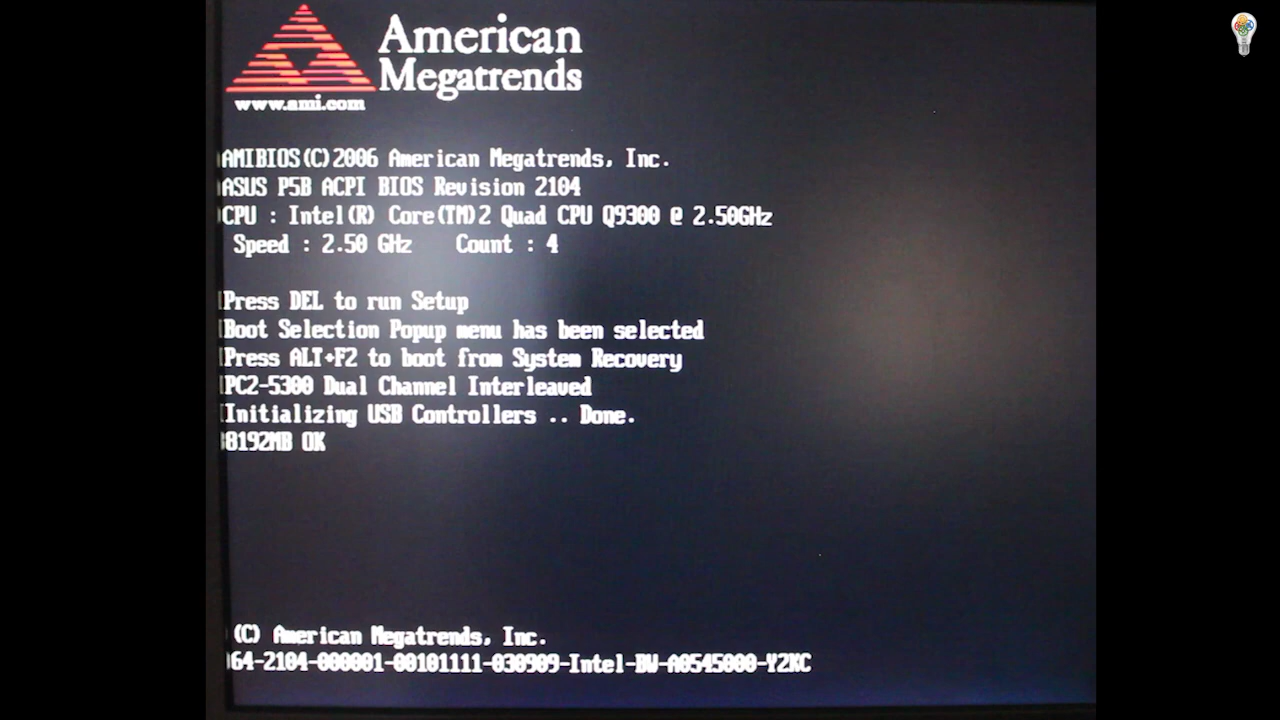 American
Megatrends
www.ami.com
AMIBIOS(C)2006 American Megatrends, Inc.
ASUS P5B ACPI BIOS Revision 2104
CPU : Intel(R) Core(TM)2 Quad CPU Q9300 @ 2.50GHz
Speed : 2.50 GHz    Count : 4
Press DEL to run Setup
Boot Selection Popup menu has been selected
Press ALT+F2 to boot from System Recovery
PC2-5300 Dual Channel Interleaved
Initializing USB Controllers .. Done.
8192MB OK
(C) American Megatrends, Inc.
64-2104-000001-00101111-030909-Intel-BW-A0545000-Y2KC